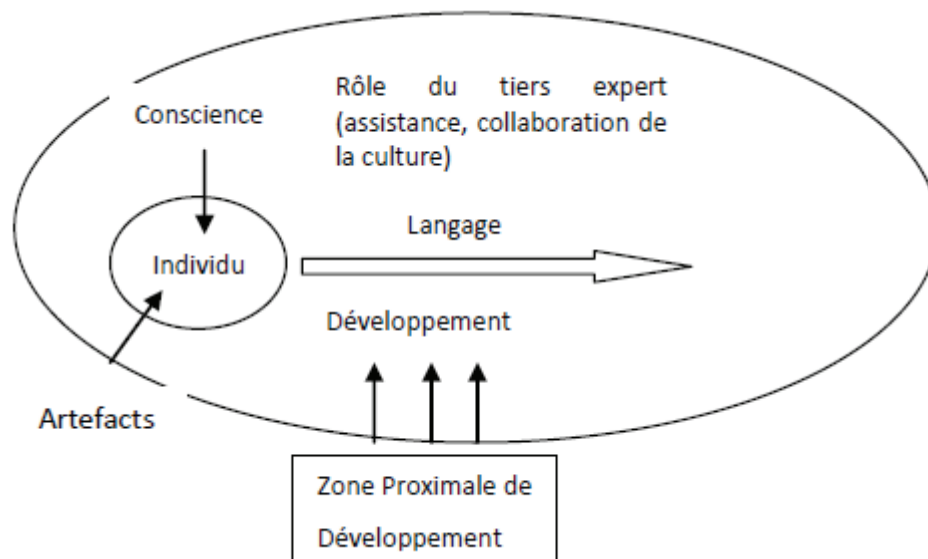 Rôle du tiers expert
(assistance, collaboration de
la culture)
Conscience
Langage
Individu
Développement
Artefacts
Zone Proximale de
Développement